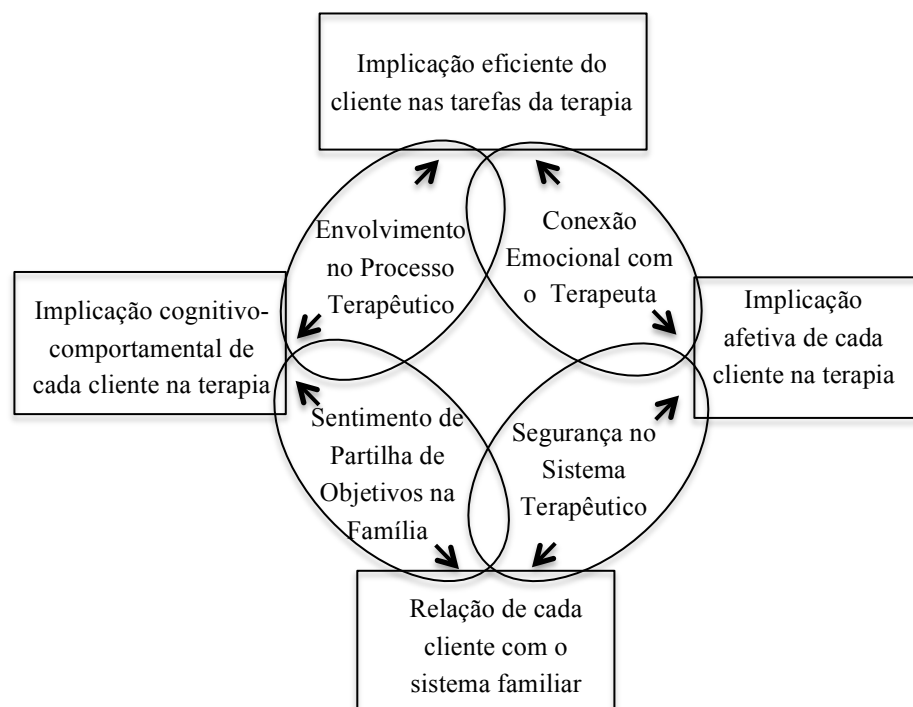 Implicação eficiente do
cliente nas tarefas da terapia
Envolvimento
no Processo
Terapêutico
Conexão
Emocional com
o Terapeuta
Implicação cognitivo-
comportamental de
cada cliente na terapia
Implicação
afetiva de cada
cliente na terapia
Sentimento de
Partilha de
Objetivos na
Família
Segurança no
Sistema
Terapêutico
Relação de cada
cliente com o
sistema familiar